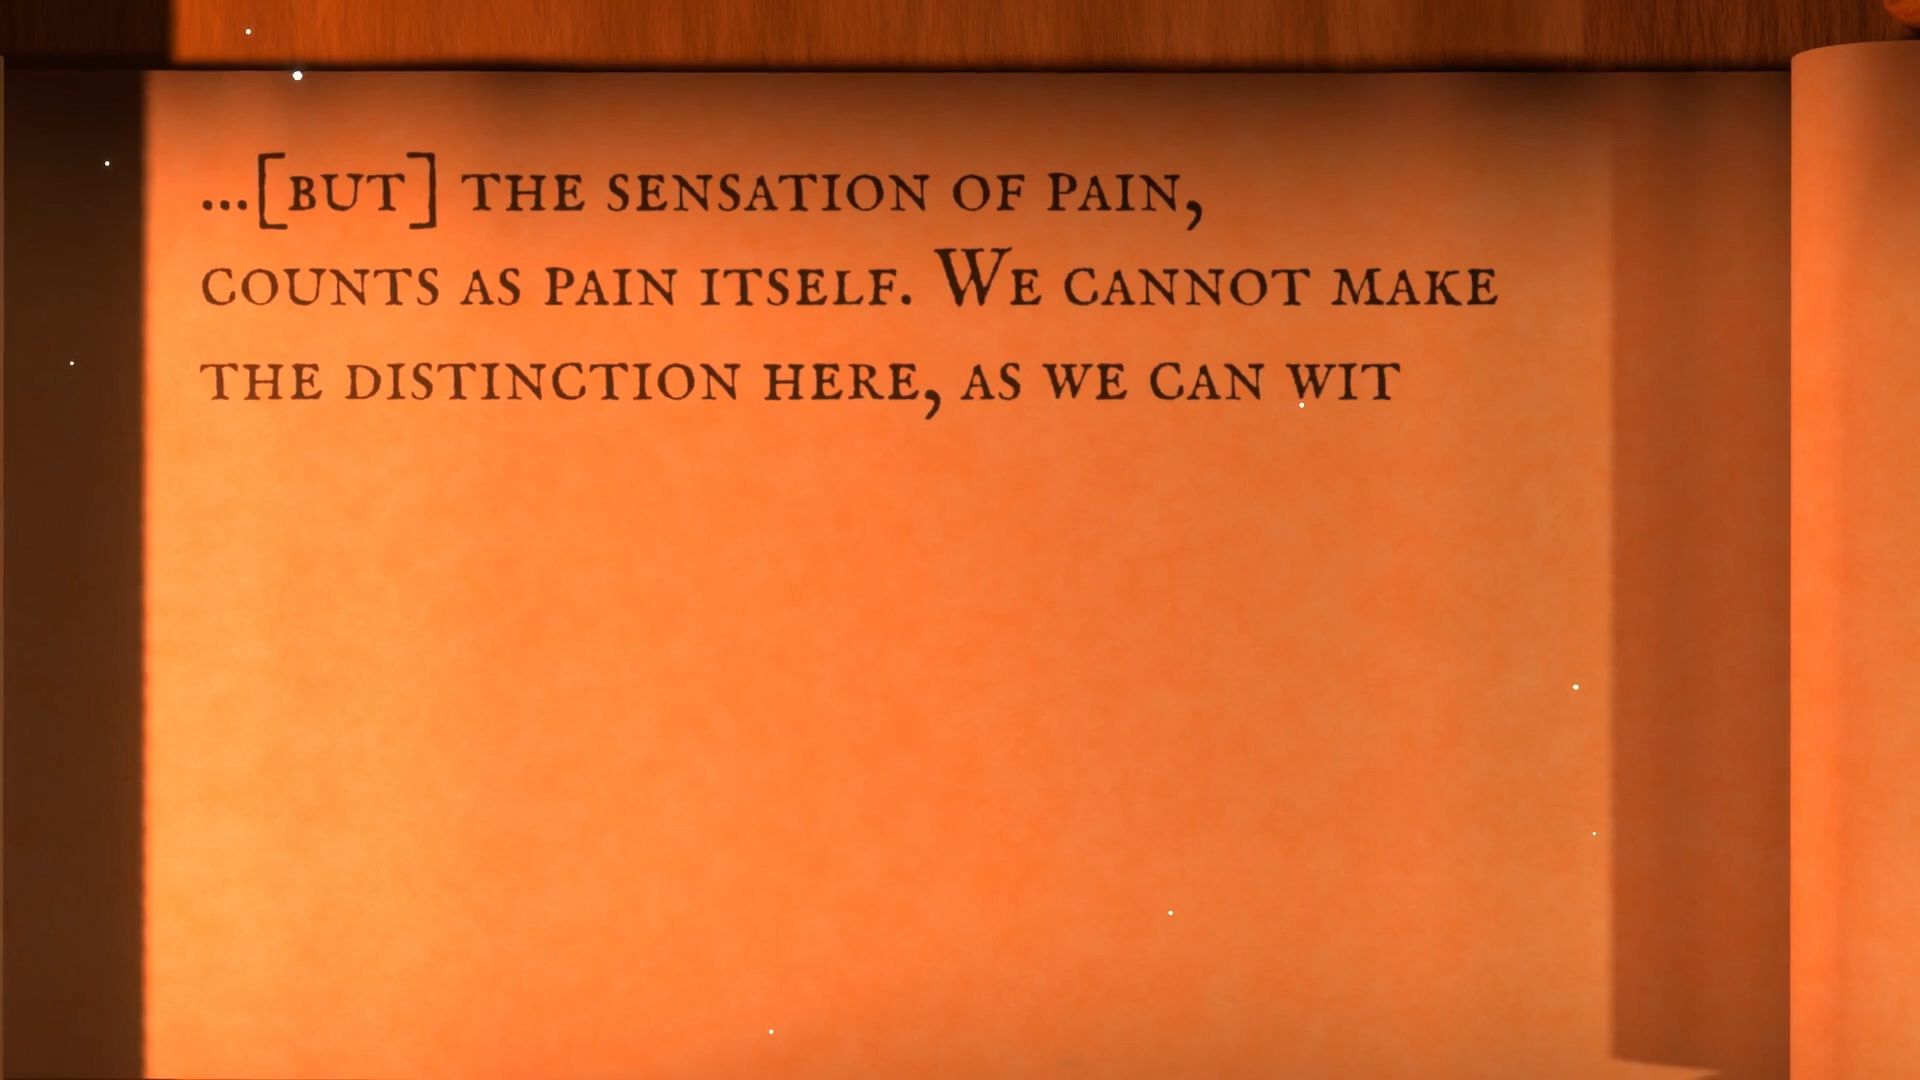 ...[but] the sensation of pain,
counts as pain itself. We cannot make
the distinction here, as we can wit